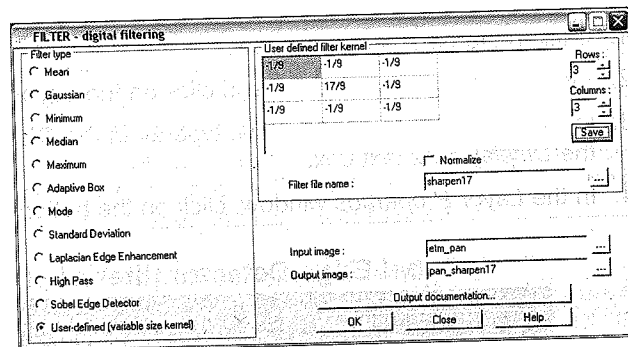 FILTER - digital filtering
Filter type
Mean
Gaussian
Minimum
Median
Maximum
Adaptive Box
Mode
Standard Deviation
Laplacian Edge Enhancement
High Pass
Sobel Edge Detector
User-defined (variable size kernel)
User defined filter kernel
-1/9 -1/9 -1/9
-1/9 17/9 -1/9
-1/9 -1/9 -1/9
Rows :
3
Columns :
3
Save
Normalize
Filter file name : sharpen17 ...
Input image : etm_pan ...
Output image : pan_sharpen17 ...
Output documentation...
OK Close Help